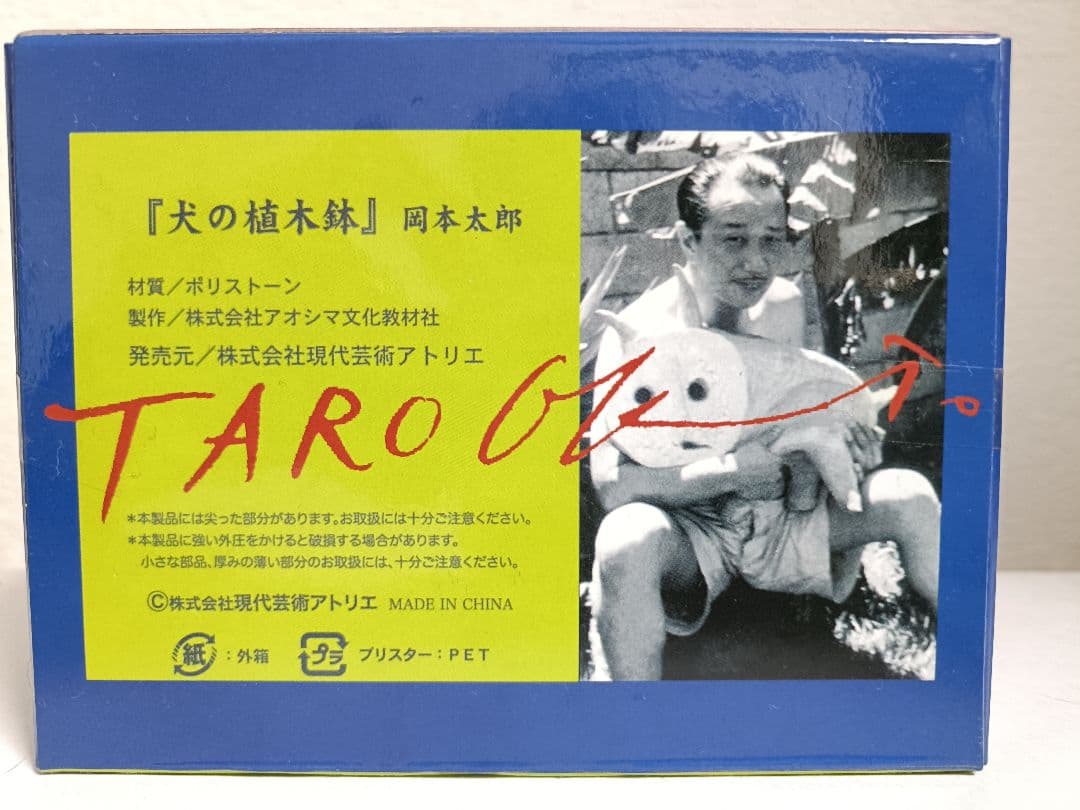 『犬の植木鉢』 岡本太郎
材質／ポリストーン
製作／株式会社アオシマ文化教材社
発売元／株式会社現代芸術アトリエ
TARO
＊本製品には尖った部分があります。お取扱には十分ご注意ください。
＊本製品に強い外圧をかけると破損する場合があります。
小さな部品、厚みの薄い部分のお取扱には、十分ご注意ください。
Ⓒ株式会社現代芸術アトリエ MADE IN CHINA
紙：外箱 プラ ブリスター：PET